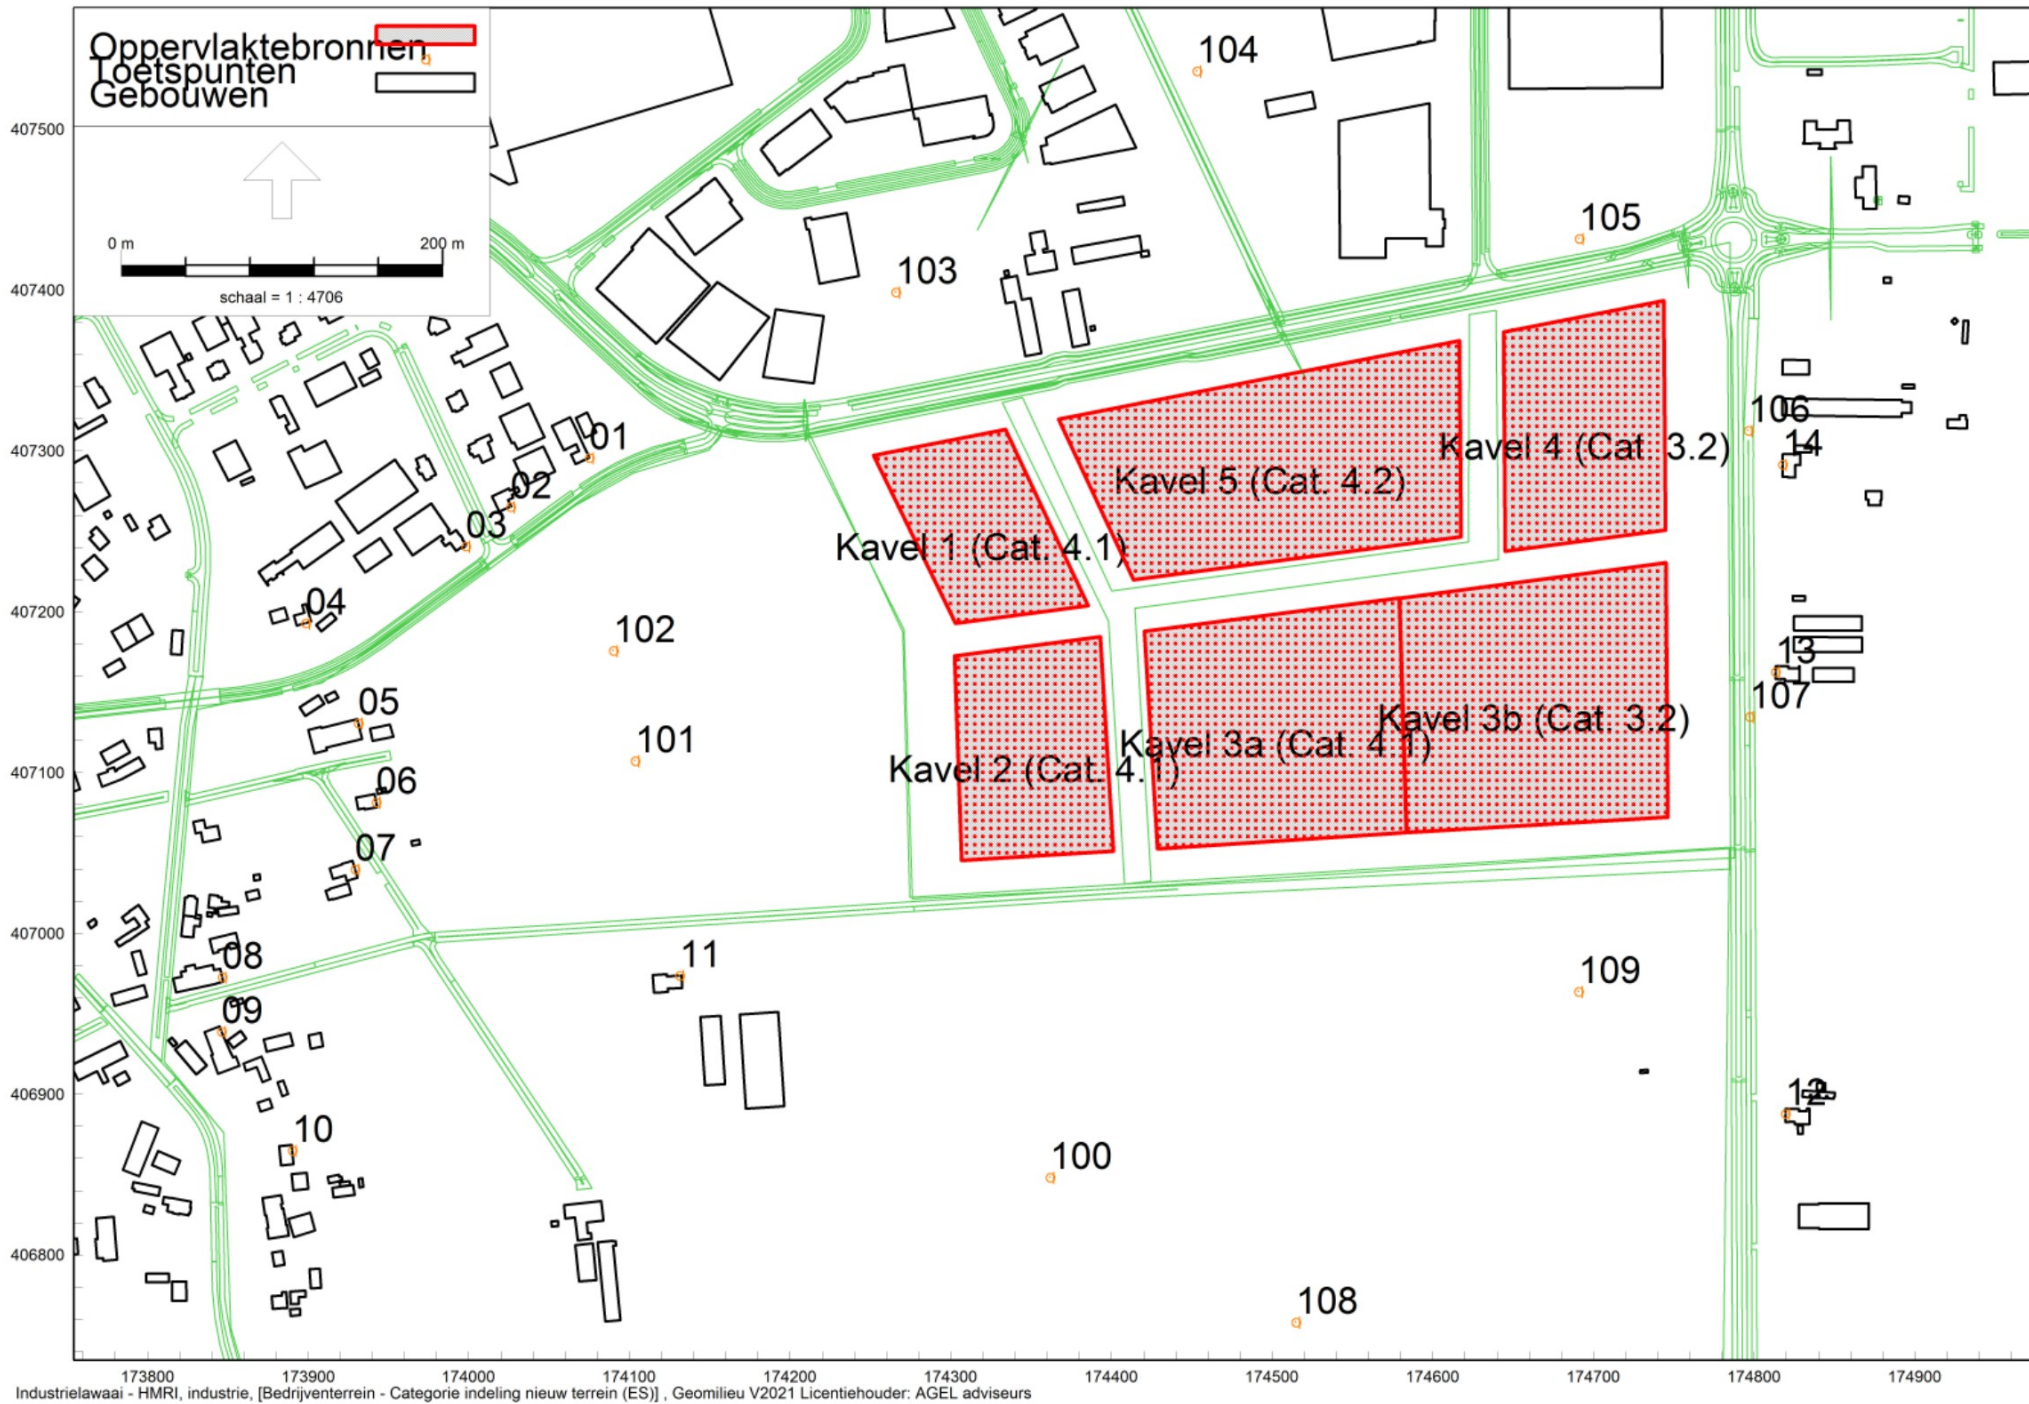 Oppervlaktebronnen
Toetspunten
Gebouwen
0 m 200 m
schaal = 1 : 4706
104
105
103
407500
407400
407300
407200
407100
407000
406900
406800
01
02
03
04
05
06
07
08
09
10
11
102
101
100
108
109
12
13
107
106
14
Kavel 4 (Cat. 3.2)
Kavel 5 (Cat. 4.2)
Kavel 1 (Cat. 4.1)
Kavel 3b (Cat. 3.2)
Kavel 3a (Cat. 4.1)
Kavel 2 (Cat. 4.1)
173800 173900 174000 174100 174200 174300 174400 174500 174600 174700 174800 174900
Industrielawaai - HMRI, industrie, [Bedrijventerrein - Categorie indeling nieuw terrein (ES)] , Geomilieu V2021 Licentiehouder: AGEL adviseurs